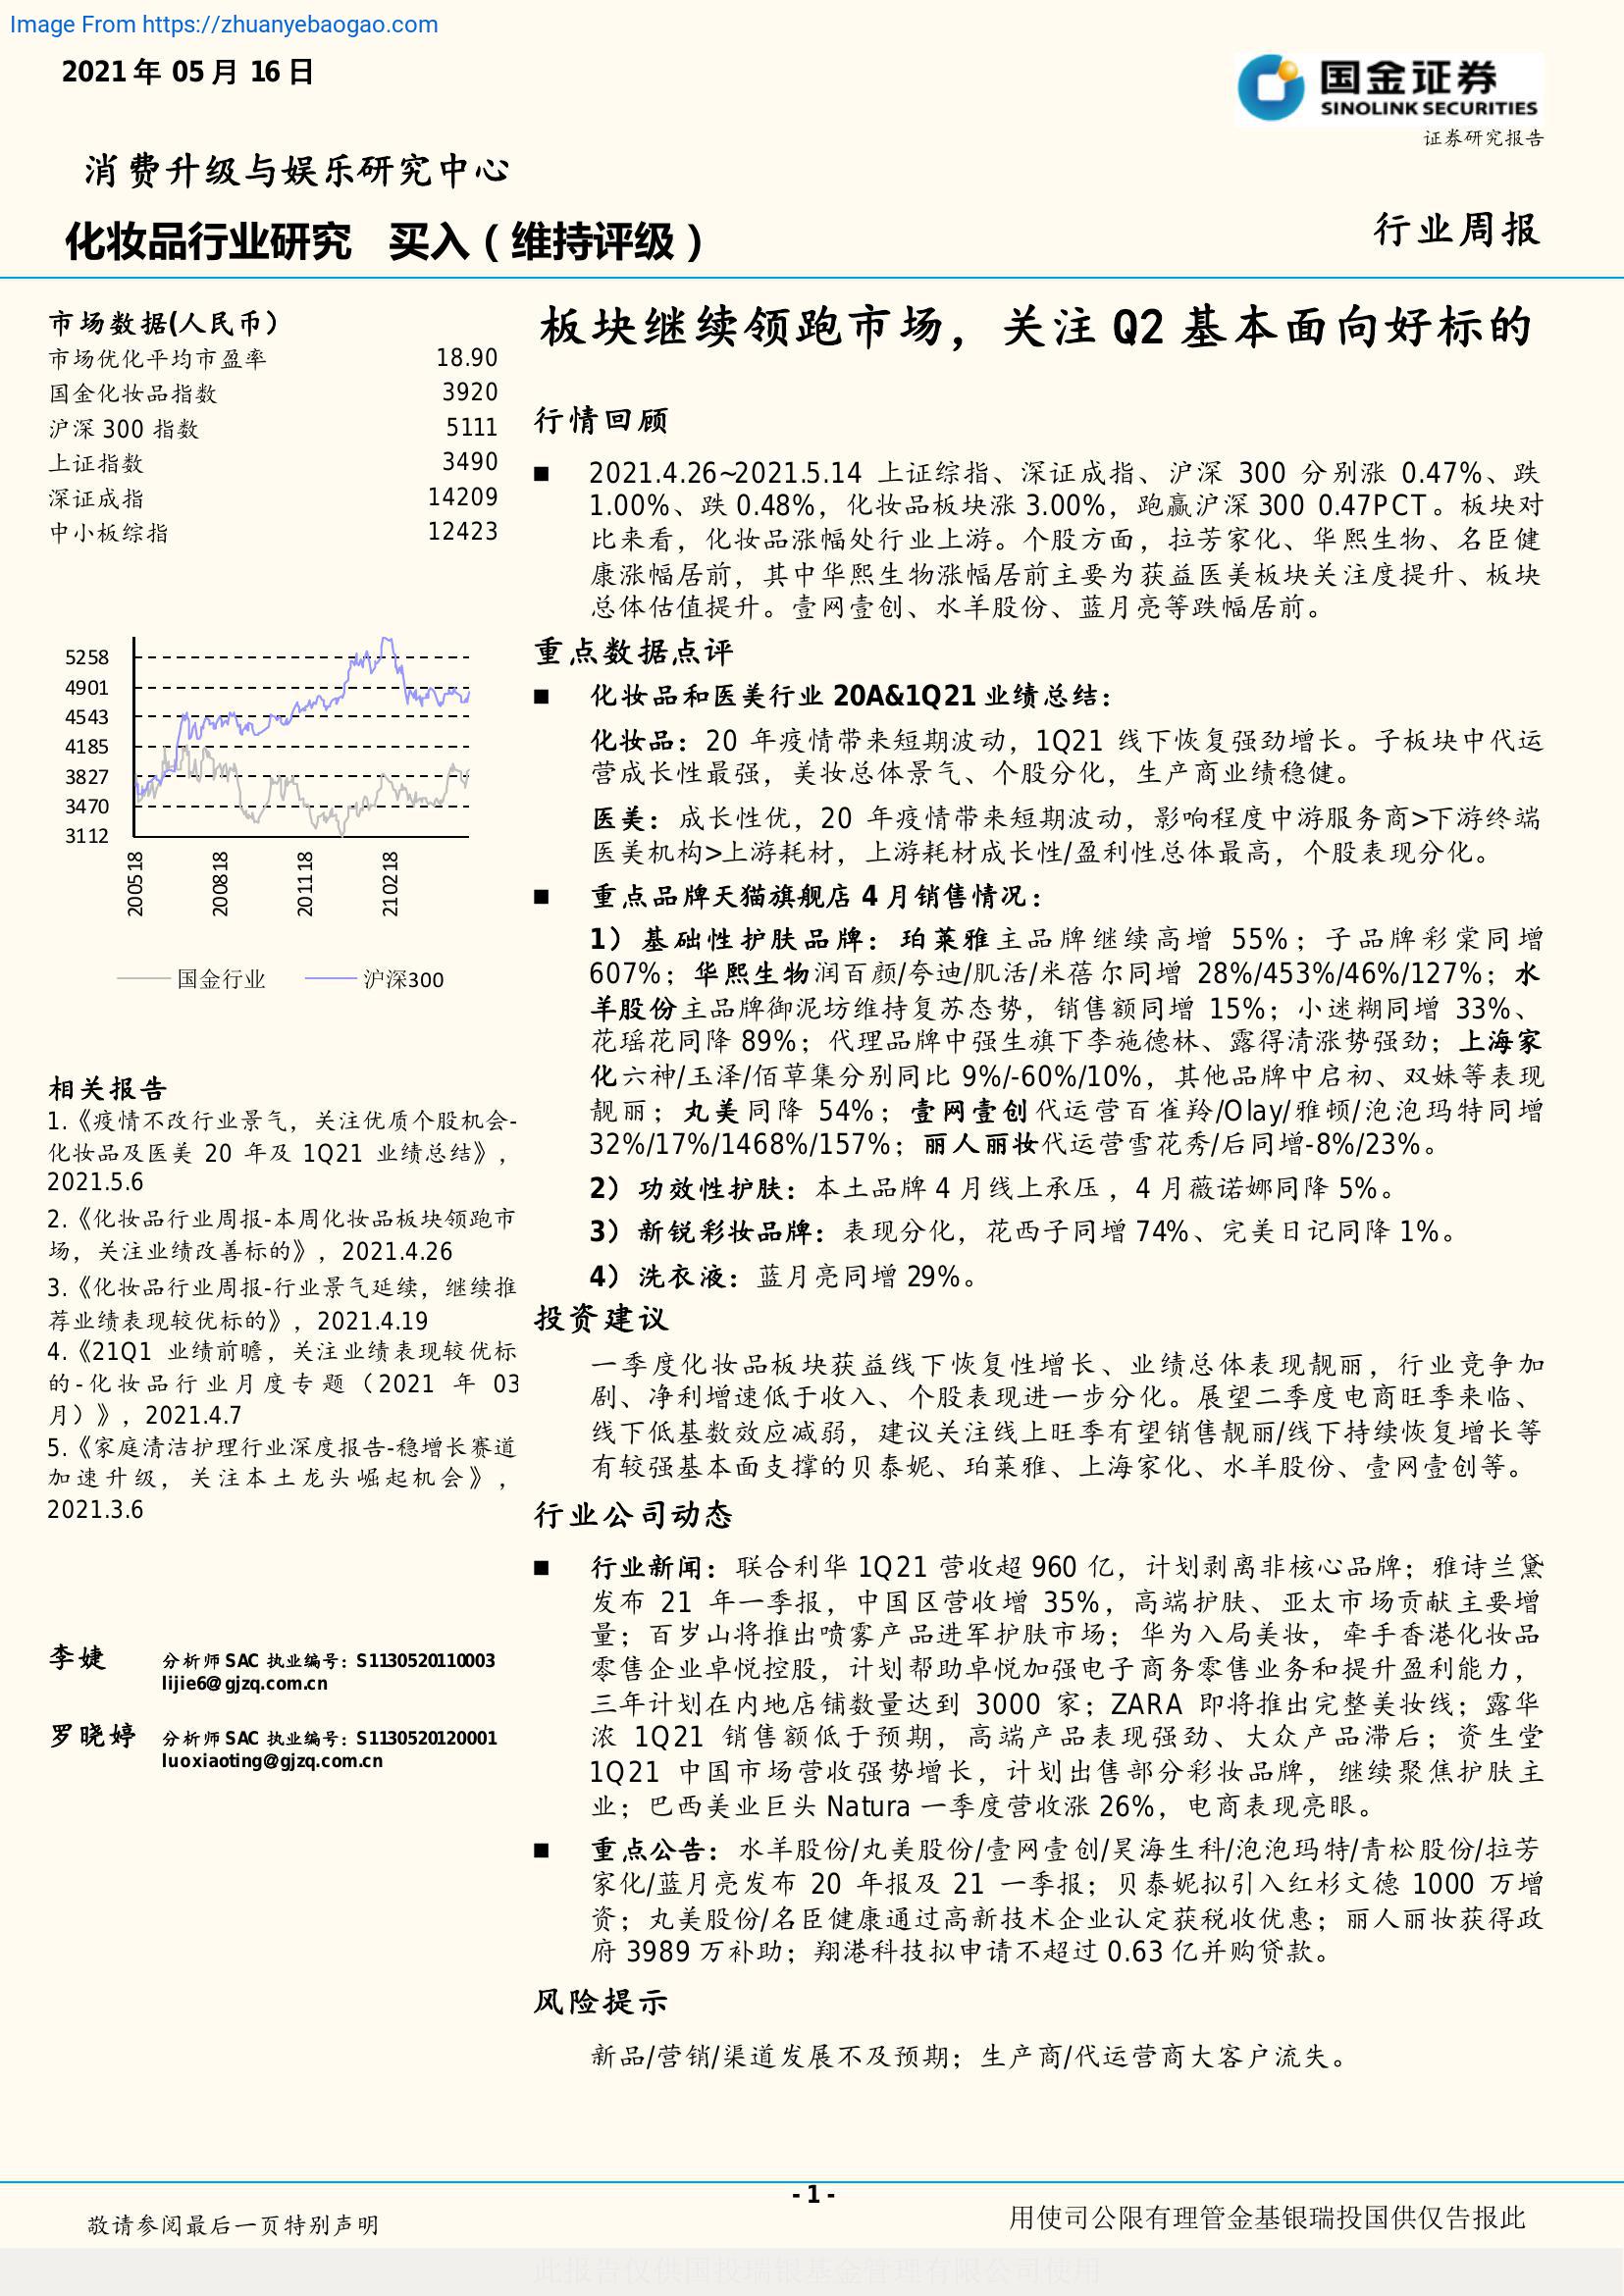 Image From https://zhuanyebaogao.com
2021 年 05 月 16 日
国金证券
SINOLINK SECURITIES
证券研究报告
消费升级与娱乐研究中心
化妆品行业研究 买入（维持评级）
行业周报
市场数据(人民币）
市场优化平均市盈率 18.90
国金化妆品指数 3920
沪深 300 指数 5111
上证指数 3490
深证成指 14209
中小板综指 12423
5258
4901
4543
4185
3827
3470
3112
200518
200818
201118
210218
国金行业 沪深300
相关报告
1.《疫情不改行业景气，关注优质个股机会-
化妆品及医美 20 年及 1Q21 业绩总结》，
2021.5.6
2.《化妆品行业周报-本周化妆品板块领跑市
场，关注业绩改善标的》，2021.4.26
3.《化妆品行业周报-行业景气延续，继续推
荐业绩表现较优标的》，2021.4.19
4.《21Q1 业绩前瞻，关注业绩表现较优标
的-化妆品行业月度专题（2021 年 03
月）》，2021.4.7
5.《家庭清洁护理行业深度报告-稳增长赛道
加速升级，关注本土龙头崛起机会》，
2021.3.6
李婕 分析师 SAC 执业编号：S1130520110003
lijie6@gjzq.com.cn
罗晓婷 分析师 SAC 执业编号：S1130520120001
luoxiaoting@gjzq.com.cn
板块继续领跑市场，关注 Q2 基本面向好标的
行情回顾
■ 2021.4.26~2021.5.14 上证综指、深证成指、沪深 300 分别涨 0.47%、跌
1.00%、跌 0.48%，化妆品板块涨 3.00%，跑赢沪深 300 0.47PCT。板块对
比来看，化妆品涨幅处行业上游。个股方面，拉芳家化、华熙生物、名臣健
康涨幅居前，其中华熙生物涨幅居前主要为获益医美板块关注度提升、板块
总体估值提升。壹网壹创、水羊股份、蓝月亮等跌幅居前。
重点数据点评
■ 化妆品和医美行业 20A&1Q21 业绩总结：
化妆品：20 年疫情带来短期波动，1Q21 线下恢复强劲增长。子板块中代运
营成长性最强，美妆总体景气、个股分化，生产商业绩稳健。
医美：成长性优，20 年疫情带来短期波动，影响程度中游服务商>下游终端
医美机构>上游耗材，上游耗材成长性/盈利性总体最高，个股表现分化。
■ 重点品牌天猫旗舰店 4 月销售情况：
1）基础性护肤品牌：珀莱雅主品牌继续高增 55%；子品牌彩棠同增
607%；华熙生物润百颜/夸迪/肌活/米蓓尔同增 28%/453%/46%/127%；水
羊股份主品牌御泥坊维持复苏态势，销售额同增 15%；小迷糊同增 33%、
花瑶花同降 89%；代理品牌中强生旗下李施德林、露得清涨势强劲；上海家
化六神/玉泽/佰草集分别同比 9%/-60%/10%，其他品牌中启初、双妹等表现
靓丽；丸美同降 54%；壹网壹创代运营百雀羚/Olay/雅顿/泡泡玛特同增
32%/17%/1468%/157%；丽人丽妆代运营雪花秀/后同增-8%/23%。
2）功效性护肤：本土品牌 4 月线上承压，4 月薇诺娜同降 5%。
3）新锐彩妆品牌：表现分化，花西子同增 74%、完美日记同降 1%。
4）洗衣液：蓝月亮同增 29%。
投资建议
一季度化妆品板块获益线下恢复性增长、业绩总体表现靓丽，行业竞争加
剧、净利增速低于收入、个股表现进一步分化。展望二季度电商旺季来临、
线下低基数效应减弱，建议关注线上旺季有望销售靓丽/线下持续恢复增长等
有较强基本面支撑的贝泰妮、珀莱雅、上海家化、水羊股份、壹网壹创等。
行业公司动态
■ 行业新闻：联合利华 1Q21 营收超 960 亿，计划剥离非核心品牌；雅诗兰黛
发布 21 年一季报，中国区营收增 35%，高端护肤、亚太市场贡献主要增
量；百岁山将推出喷雾产品进军护肤市场；华为入局美妆，牵手香港化妆品
零售企业卓悦控股，计划帮助卓悦加强电子商务零售业务和提升盈利能力，
三年计划在内地店铺数量达到 3000 家；ZARA 即将推出完整美妆线；露华
浓 1Q21 销售额低于预期，高端产品表现强劲、大众产品滞后；资生堂
1Q21 中国市场营收强势增长，计划出售部分彩妆品牌，继续聚焦护肤主
业；巴西美业巨头 Natura 一季度营收涨 26%，电商表现亮眼。
■ 重点公告：水羊股份/丸美股份/壹网壹创/昊海生科/泡泡玛特/青松股份/拉芳
家化/蓝月亮发布 20 年报及 21 一季报；贝泰妮拟引入红杉文德 1000 万增
资；丸美股份/名臣健康通过高新技术企业认定获税收优惠；丽人丽妆获得政
府 3989 万补助；翔港科技拟申请不超过 0.63 亿并购贷款。
风险提示
新品/营销/渠道发展不及预期；生产商/代运营商大客户流失。
- 1 -
敬请参阅最后一页特别声明
用使司公限有理管金基银瑞投国供仅告报此
此报告仅供国投瑞银基金管理有限公司使用